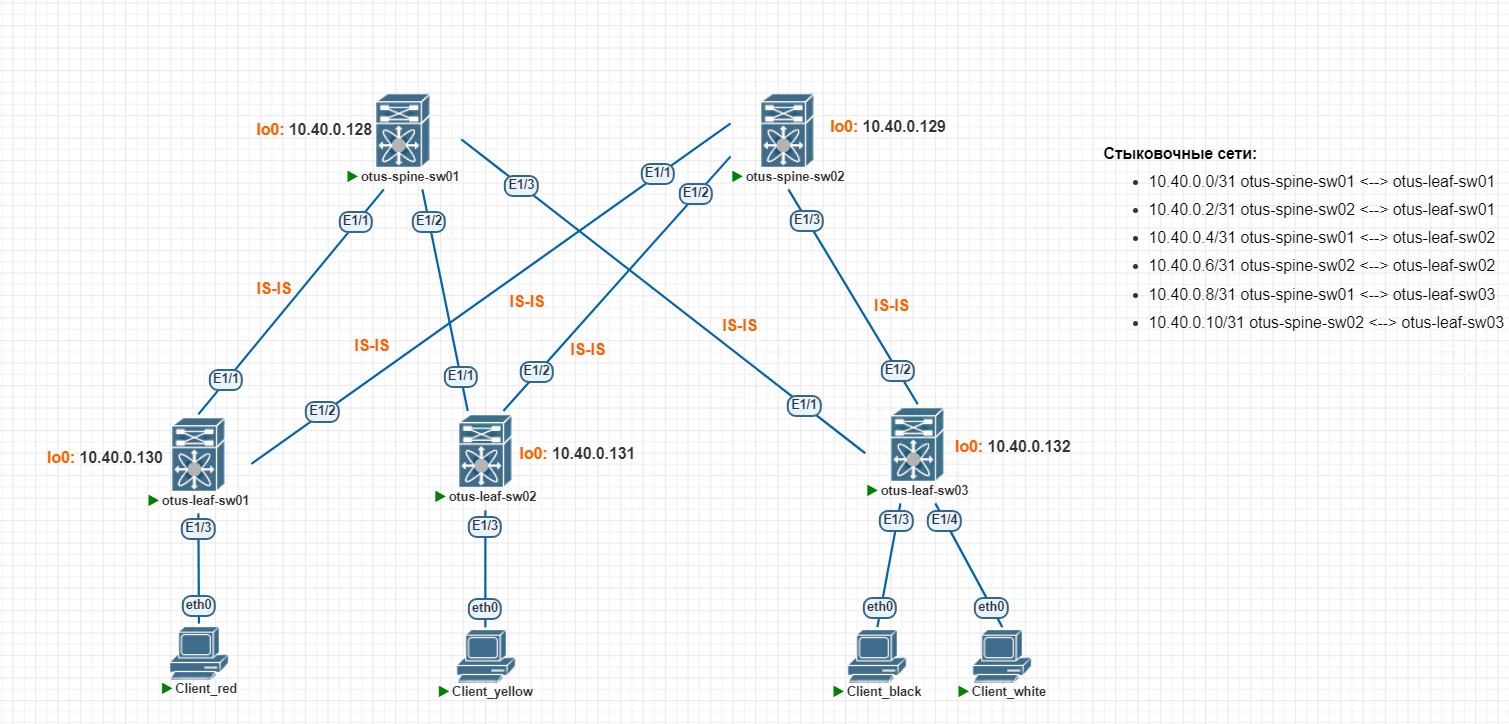 lo0: 10.40.0.128
otus-spine-sw01
lo0: 10.40.0.129
otus-spine-sw02
Стыковочные сети:
10.40.0.0/31 otus-spine-sw01 <--> otus-leaf-sw01
10.40.0.2/31 otus-spine-sw02 <--> otus-leaf-sw01
10.40.0.4/31 otus-spine-sw01 <--> otus-leaf-sw02
10.40.0.6/31 otus-spine-sw02 <--> otus-leaf-sw02
10.40.0.8/31 otus-spine-sw01 <--> otus-leaf-sw03
10.40.0.10/31 otus-spine-sw02 <--> otus-leaf-sw03
E1/1
E1/2
E1/3
E1/1
E1/2
E1/3
IS-IS
IS-IS
IS-IS
IS-IS
IS-IS
IS-IS
E1/1
E1/2
E1/1
E1/2
E1/1
E1/2
lo0: 10.40.0.130
otus-leaf-sw01
lo0: 10.40.0.131
otus-leaf-sw02
lo0: 10.40.0.132
otus-leaf-sw03
E1/3
E1/3
E1/3
E1/4
eth0
eth0
eth0
eth0
Client_red
Client_yellow
Client_black
Client_white